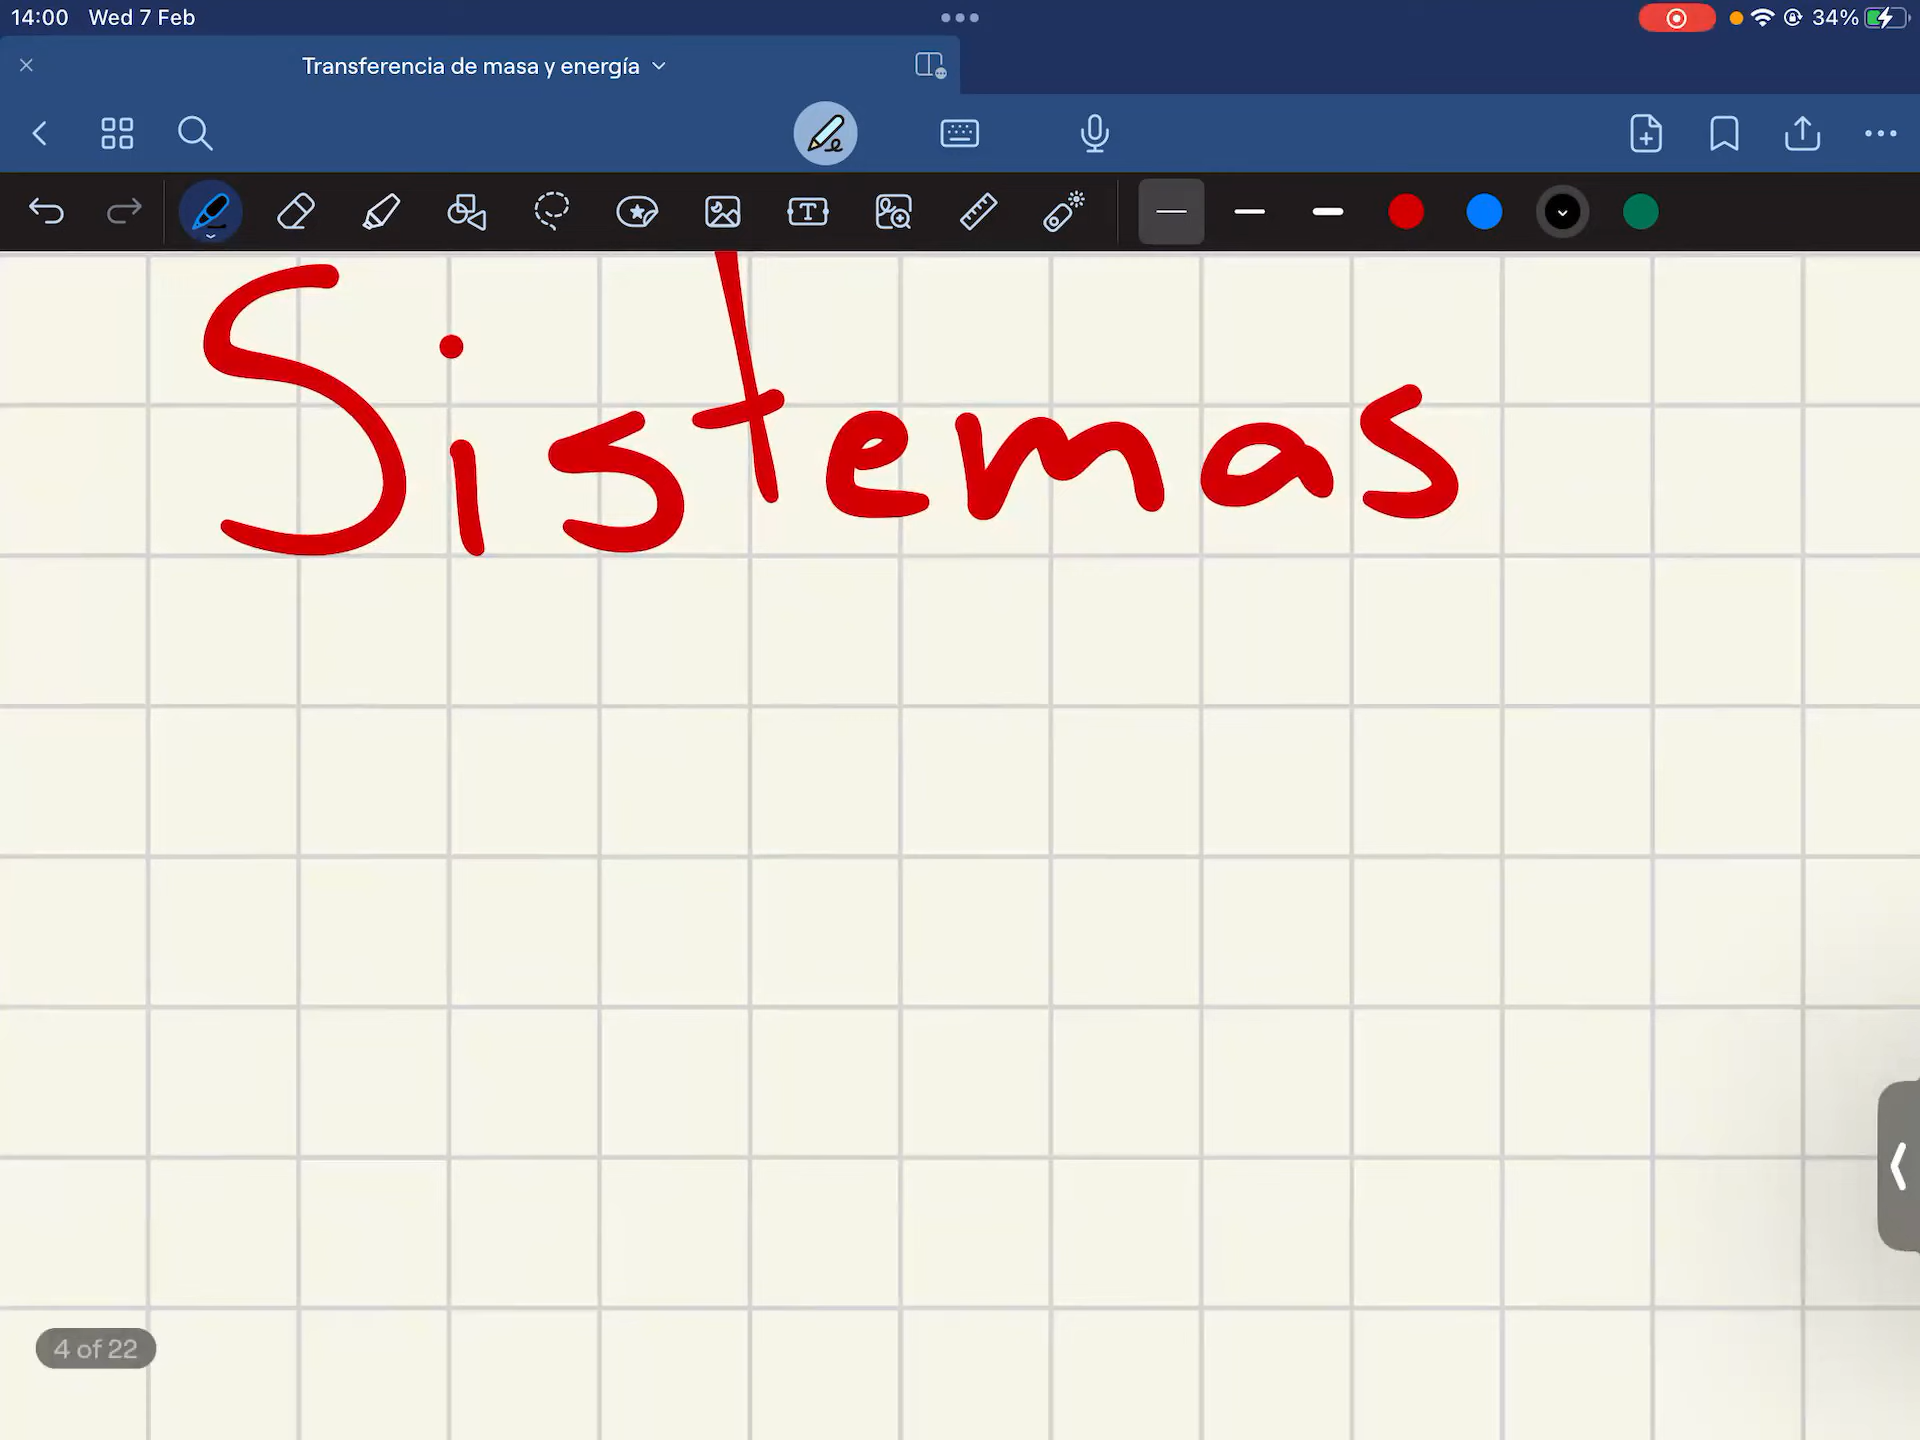 14:00 Wed 7 Feb
34%
Transferencia de masa y energía
T
Sistemas
4 of 22